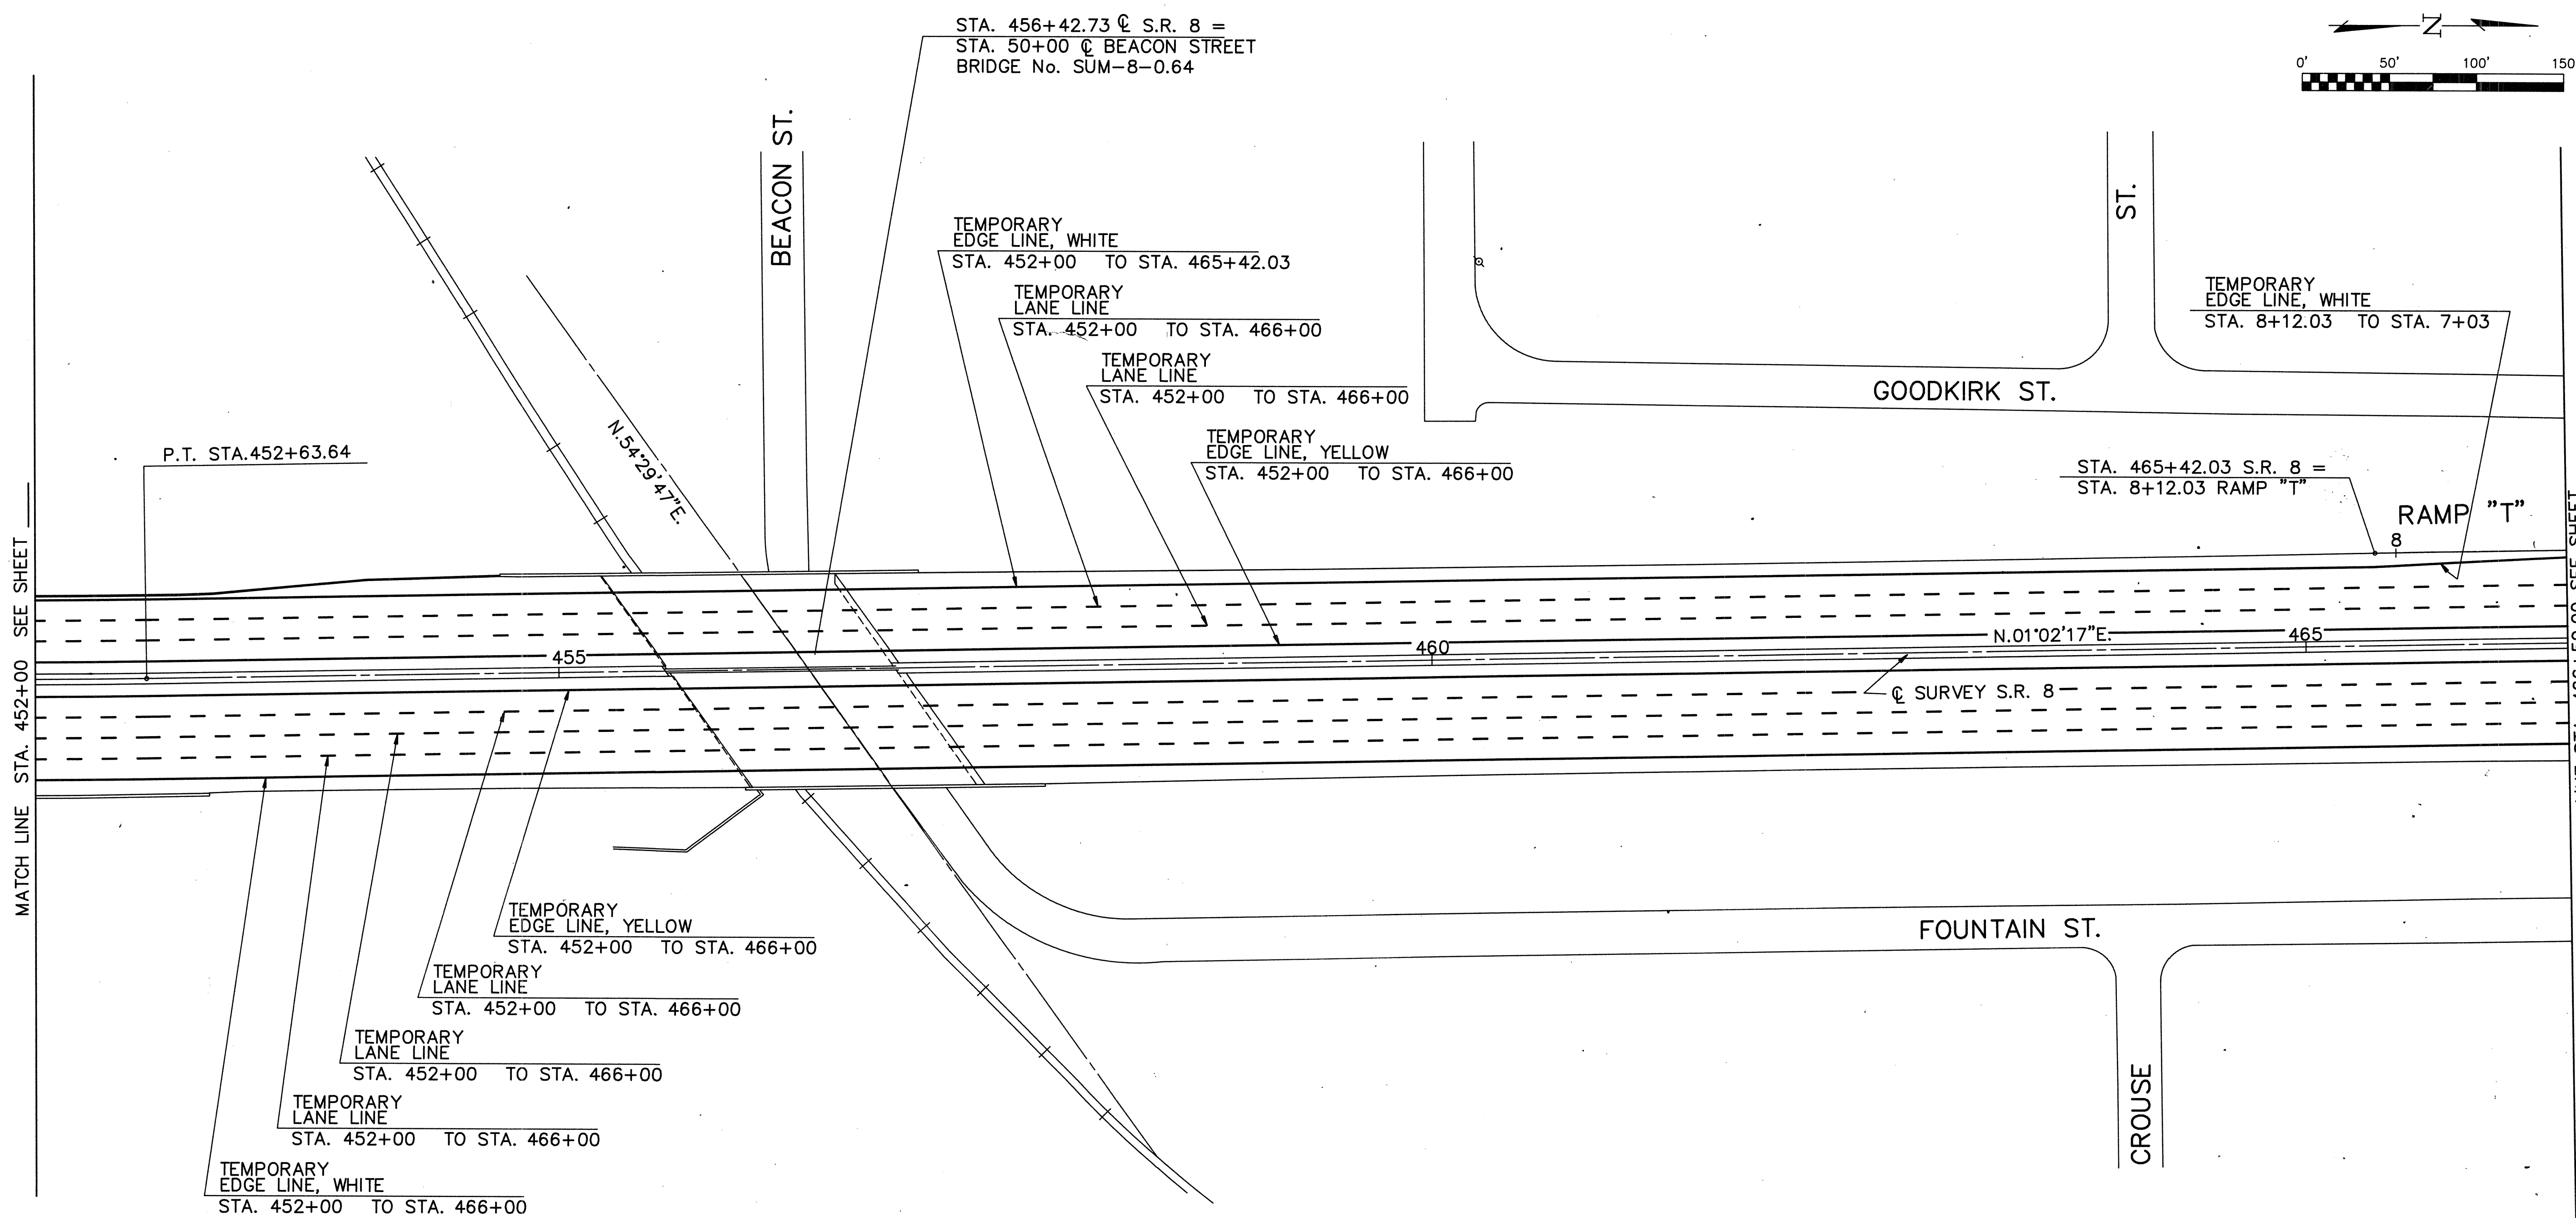 STA. 456+42.73 ℄ S.R. 8 =
STA. 50+00 ℄ BEACON STREET
BRIDGE No. SUM-8-0.64
N
0' 50' 100' 150
BEACON ST.
ST.
TEMPORARY
EDGE LINE, WHITE
STA. 452+00 TO STA. 465+42.03
TEMPORARY
LANE LINE
STA. 452+00 TO STA. 466+00
TEMPORARY
LANE LINE
STA. 452+00 TO STA. 466+00
TEMPORARY
EDGE LINE, YELLOW
STA. 452+00 TO STA. 466+00
TEMPORARY
EDGE LINE, WHITE
STA. 8+12.03 TO STA. 7+03
GOODKIRK ST.
P.T. STA.452+63.64
N.54°29'47"E.
STA. 465+42.03 S.R. 8 =
STA. 8+12.03 RAMP "T"
RAMP "T"
8
MATCH LINE STA. 452+00 SEE SHEET
455
460
N.01°02'17"E.
465
℄ SURVEY S.R. 8
SEE SHEET
TEMPORARY
EDGE LINE, YELLOW
STA. 452+00 TO STA. 466+00
TEMPORARY
LANE LINE
STA. 452+00 TO STA. 466+00
TEMPORARY
LANE LINE
STA. 452+00 TO STA. 466+00
TEMPORARY
LANE LINE
STA. 452+00 TO STA. 466+00
TEMPORARY
EDGE LINE, WHITE
STA. 452+00 TO STA. 466+00
FOUNTAIN ST.
CROUSE